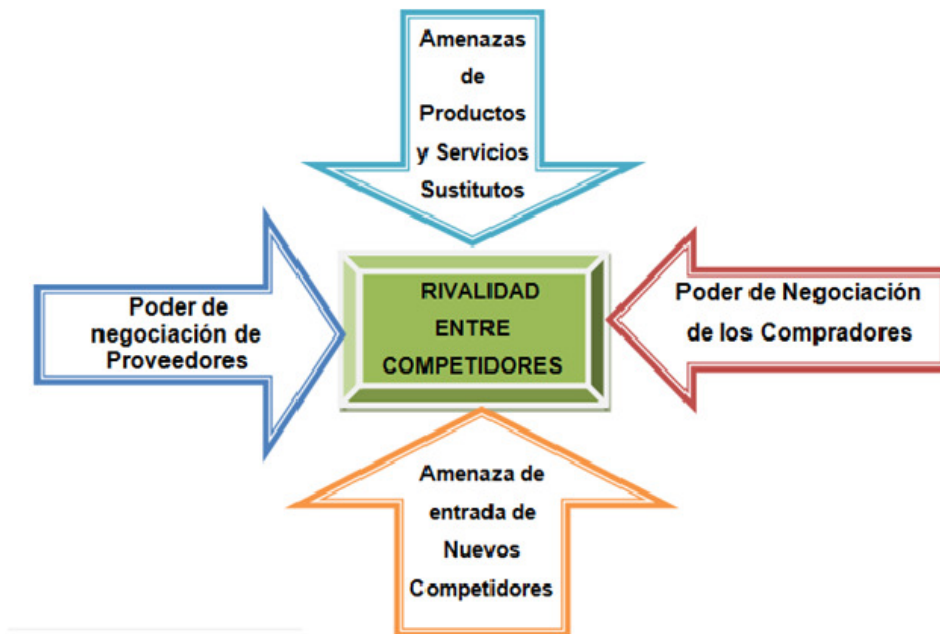 Amenazas
de
Productos
y Servicios
Sustitutos
Poder de
negociación de
Proveedores
RIVALIDAD
ENTRE
COMPETIDORES
Poder de Negociación
de los Compradores
Amenaza de
entrada de
Nuevos
Competidores